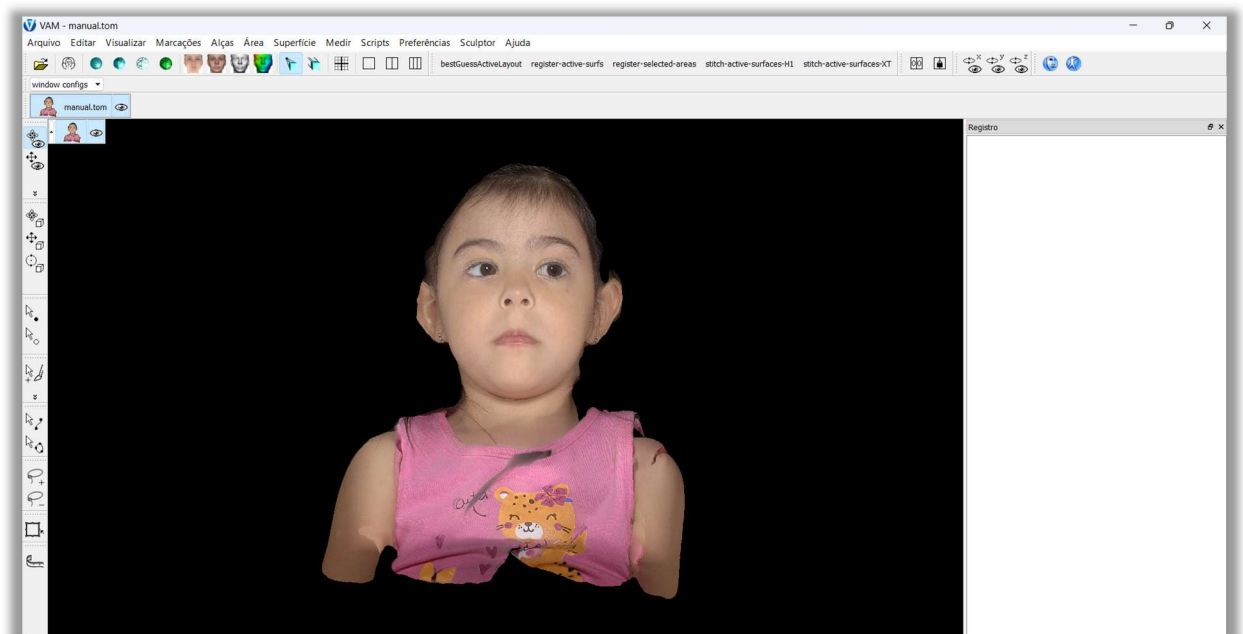 VAM - manual.tom
Arquivo Editar Visualizar Marcações Alças Área Superfície Medir Scripts Preferências Sculptor Ajuda
bestGuessActiveLayout register-active-surfs register-selected-areas stitch-active-surfaces-H1 stitch-active-surfaces-XT
window configs
manual.tom
Registro